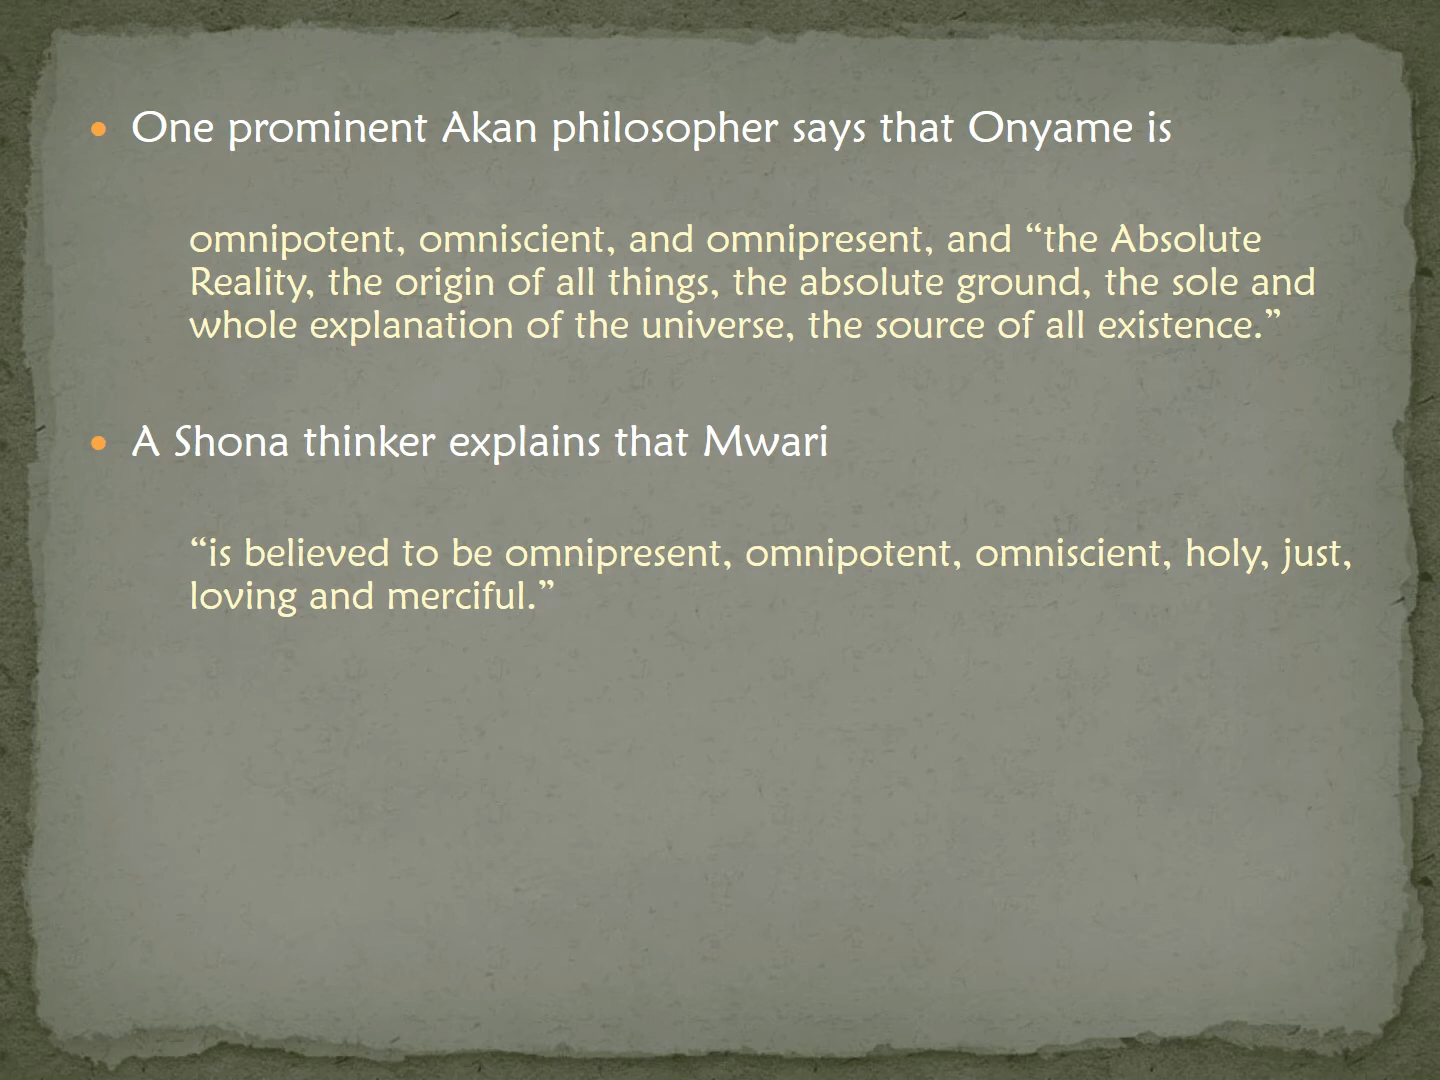 • One prominent Akan philosopher says that Onyame is
omnipotent, omniscient, and omnipresent, and “the Absolute
Reality, the origin of all things, the absolute ground, the sole and
whole explanation of the universe, the source of all existence.”
• A Shona thinker explains that Mwari
“is believed to be omnipresent, omnipotent, omniscient, holy, just,
loving and merciful.”